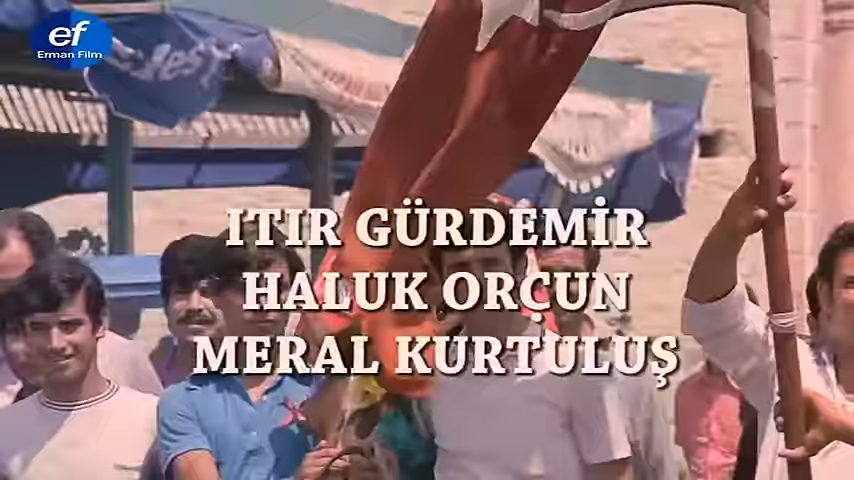 ef
Erman Film
ITIR GÜRDEMİR
HALUK ORÇUN
MERAL KURTULUŞ